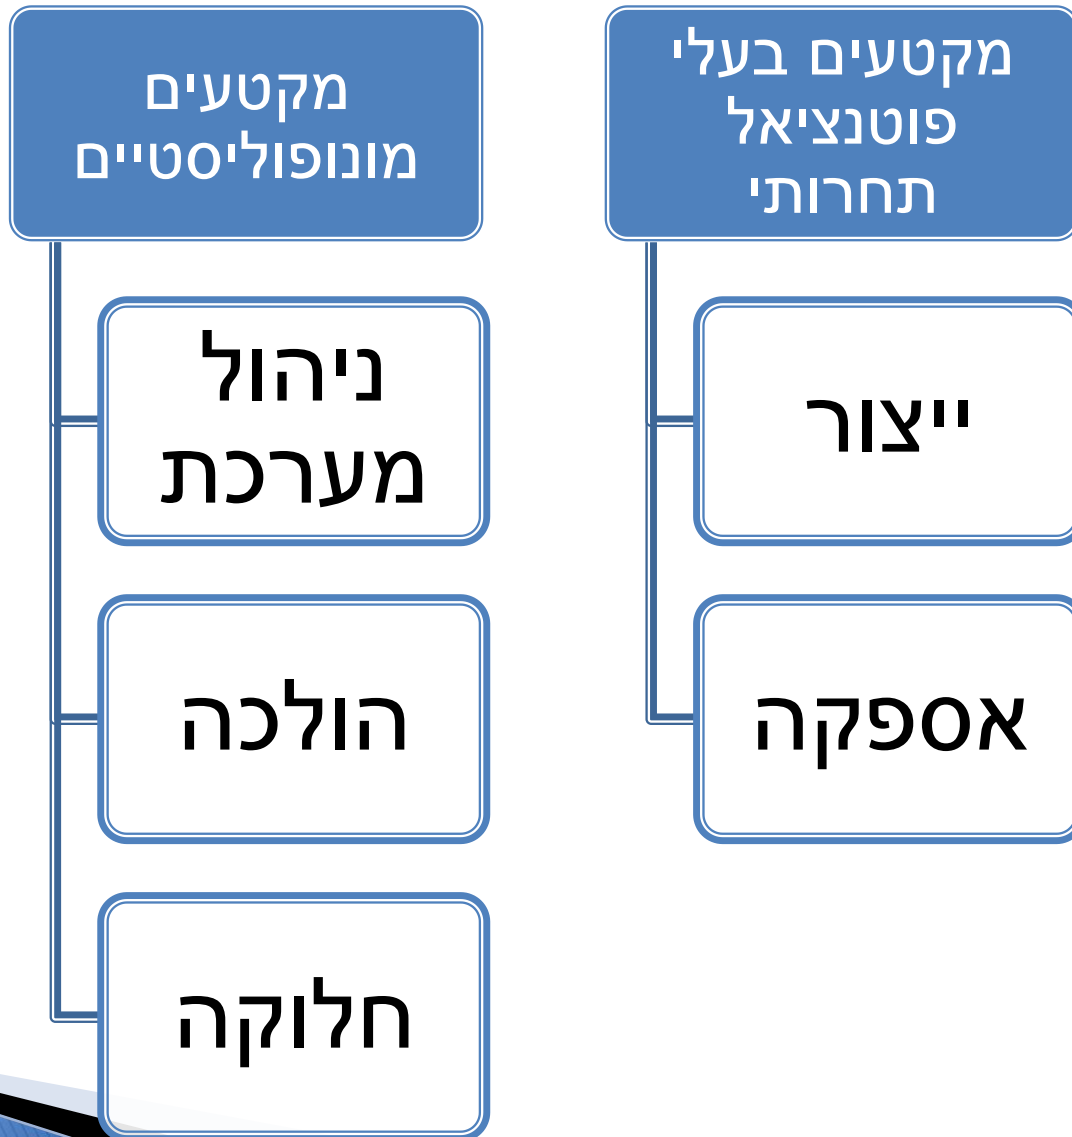 מקטעים בעלי
פוטנציאל
תחרותי
ייצור
אספקה
מקטעים
מונופוליסטיים
ניהול
מערכת
הולכה
חלוקה